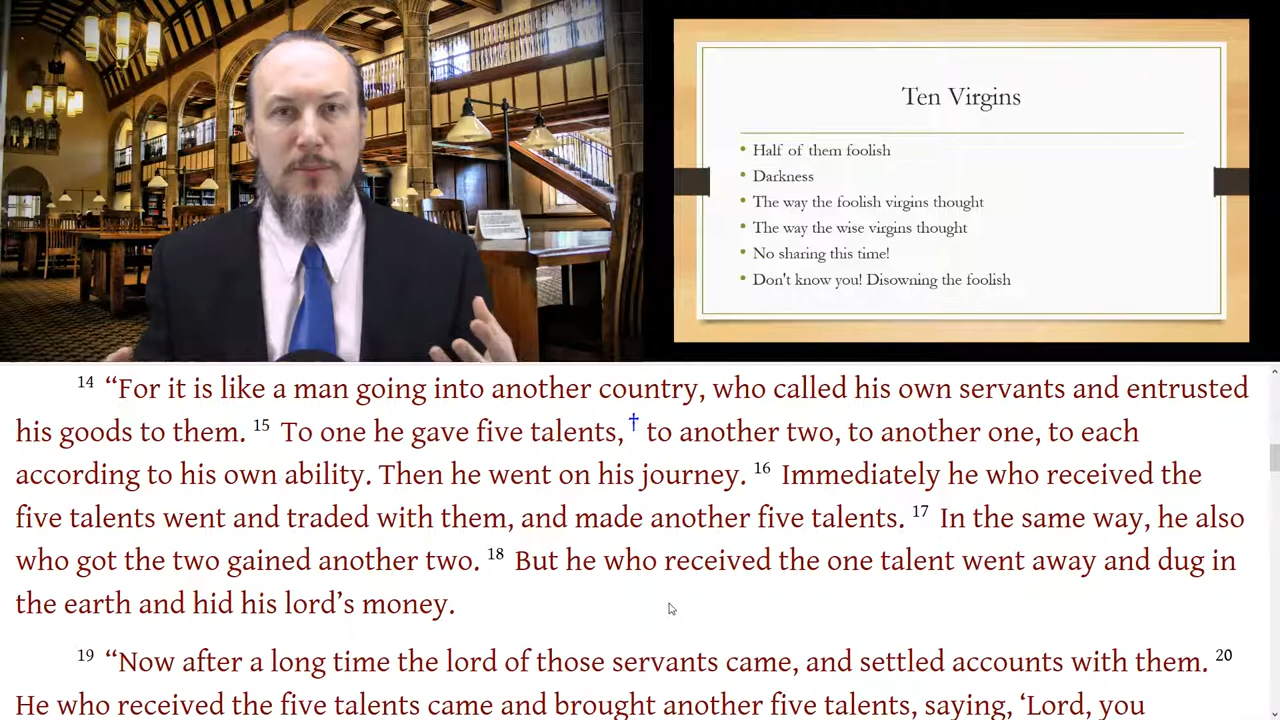 Ten Virgins
• Half of them foolish
• Darkness
• The way the foolish virgins thought
• The way the wise virgins thought
• No sharing this time!
• Don't know you! Disowning the foolish
14 “For it is like a man going into another country, who called his own servants and entrusted
his goods to them. 15 To one he gave five talents,† to another two, to another one, to each
according to his own ability. Then he went on his journey. 16 Immediately he who received the
five talents went and traded with them, and made another five talents. 17 In the same way, he also
who got the two gained another two. 18 But he who received the one talent went away and dug in
the earth and hid his lord’s money.
19 “Now after a long time the lord of those servants came, and settled accounts with them. 20
He who received the five talents came and brought another five talents, saying, ‘Lord, you